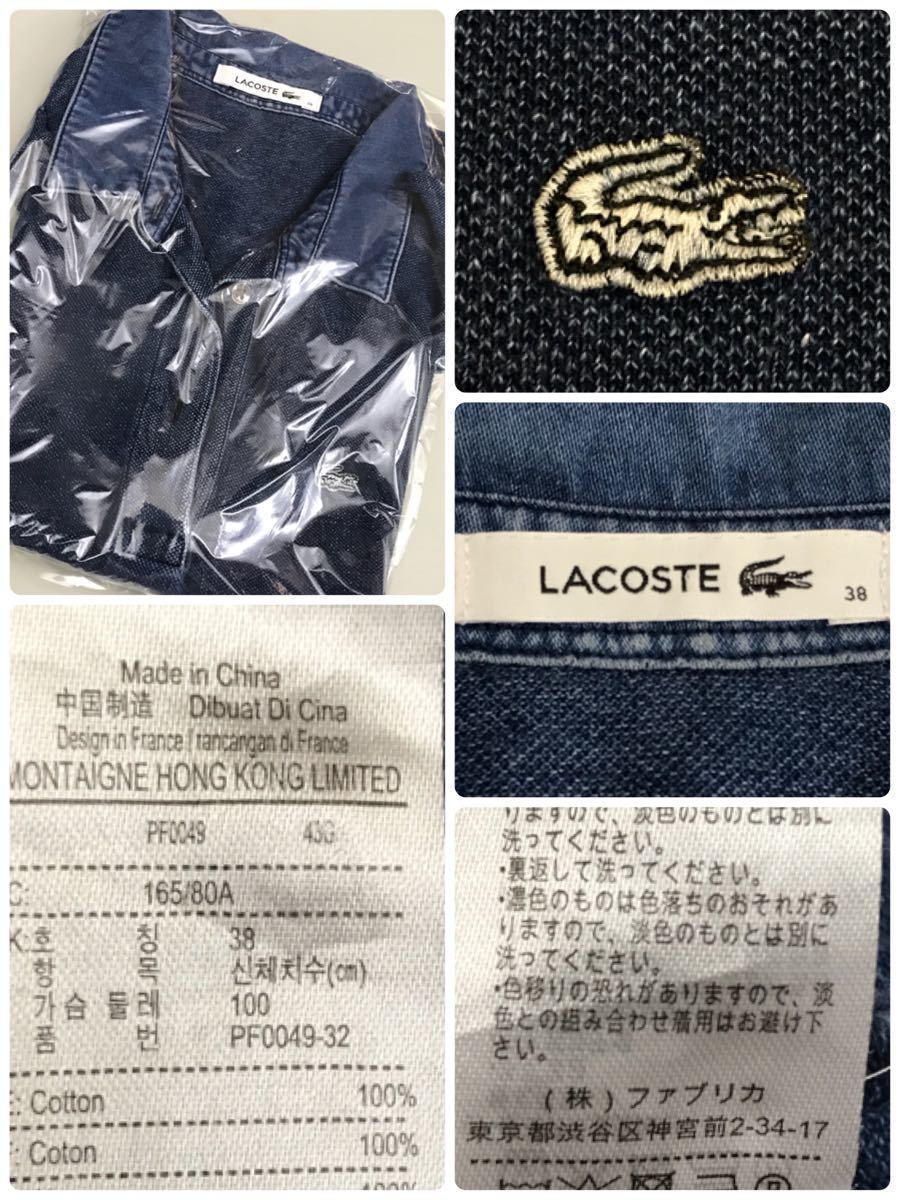 LACOSTE
LACOSTE
38
Made in China
中国制造 Dibuat Di Cina
Design in France / rancangan di France
MONTAIGNE HONG KONG LIMITED
PF0049 43G
C: 165/80A
K:호 칭 38
항 목 신체치수(cm)
가슴 둘레 100
품 번 PF0049-32
E: Cotton 100%
F: Coton 100%
100%
りますので、淡色のものとは別に
洗ってください。
・裏返して洗ってください。
・濃色のものは色落ちのおそれがあ
りますので、淡色のものとは別に
洗ってください。
・色移りの恐れがありますので、淡
色との組み合わせ着用はお避け下
さい。
(株)ファブリカ
東京都渋谷区神宮前2-34-17